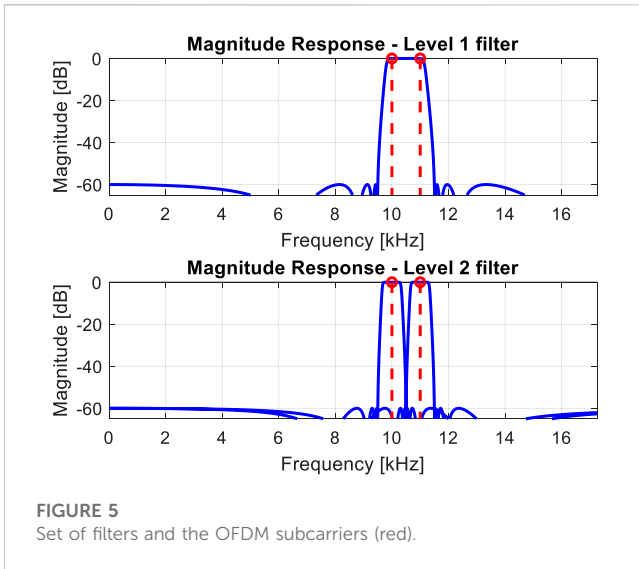 Magnitude Response - Level 1 filter
0
-20
-40
-60
Magnitude [dB]
0 2 4 6 8 10 12 14 16
Frequency [kHz]
Magnitude Response - Level 2 filter
0
-20
-40
-60
Magnitude [dB]
0 2 4 6 8 10 12 14 16
Frequency [kHz]
FIGURE 5
Set of filters and the OFDM subcarriers (red).